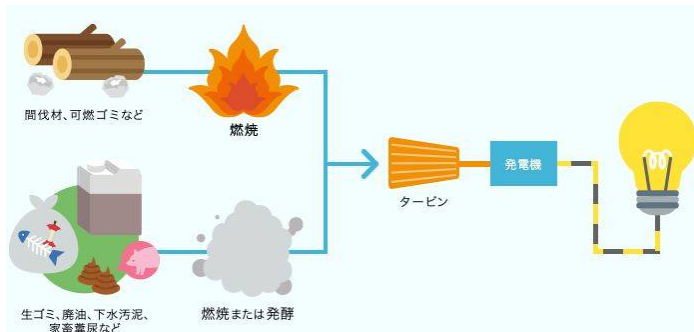 間伐材、可燃ゴミなど
燃焼
発電機
タービン
生ゴミ、廃油、下水汚泥、
家畜糞尿など
燃焼または発酵